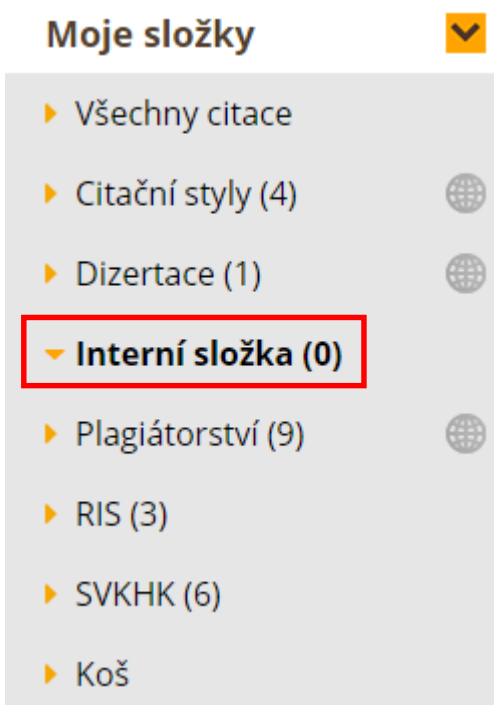 Moje složky
Všechny citace
Citační styly (4)
Dizertace (1)
Interní složka (0)
Plagiátorství (9)
RIS (3)
SVKHK (6)
Koš